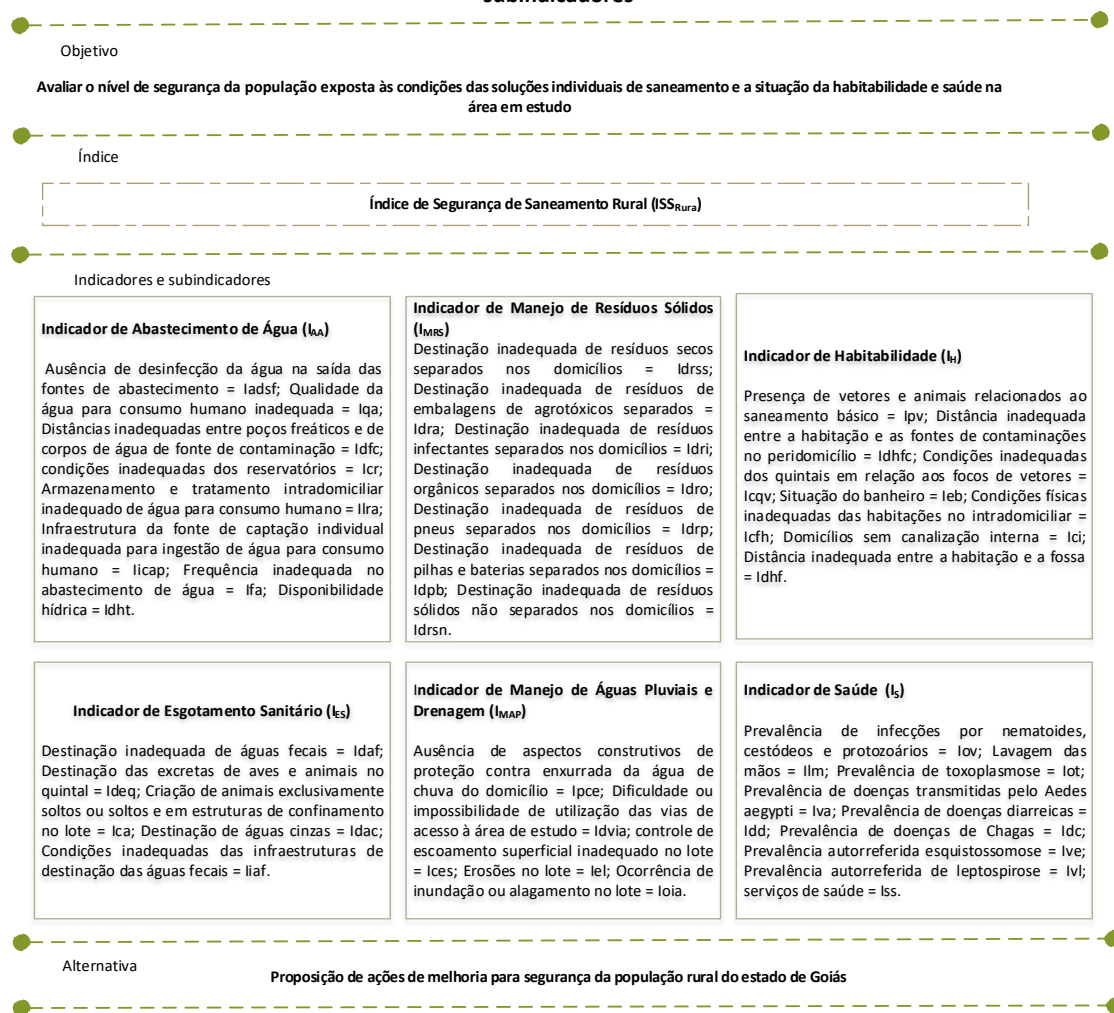 subindicadores
Objetivo
Avaliar o nível de segurança da população exposta às condições das soluções individuais de saneamento e a situação da habitabilidade e saúde na
área em estudo
Índice
Índice de Segurança de Saneamento Rural (ISSRura)
Indicadores e subindicadores
Indicador de Abastecimento de Água (IAA)
Ausência de desinfecção da água na saída das
fontes de abastecimento = Iadsf; Qualidade da
água para consumo humano inadequada = Iqa;
Distâncias inadequadas entre poços freáticos e de
corpos de água de fonte de contaminação = Idfc;
condições inadequadas dos reservatórios = Icr;
Armazenamento e tratamento intradomiciliar
inadequado de água para consumo humano = Ilra;
Infraestrutura da fonte de captação individual
inadequada para ingestão de água para consumo
humano = Iicap; Frequência inadequada no
abastecimento de água = Ifa; Disponibilidade
hídrica = Idht.
Indicador de Manejo de Resíduos Sólidos
(IMRS)
Destinação inadequada de resíduos secos
separados nos domicílios = Idrss;
Destinação inadequada de resíduos de
embalagens de agrotóxicos separados =
Idra; Destinação inadequada de resíduos
infectantes separados nos domicílios = Idri;
Destinação inadequada de resíduos
orgânicos separados nos domicílios = Idro;
Destinação inadequada de resíduos de
pneus separados nos domicílios = Idrp;
Destinação inadequada de resíduos de
pilhas e baterias separados nos domicílios =
Idpb; Destinação inadequada de resíduos
sólidos não separados nos domicílios =
Idrsn.
Indicador de Habitabilidade (IH)
Presença de vetores e animais relacionados ao
saneamento básico = Ipv; Distância inadequada
entre a habitação e as fontes de contaminações
no peridomicílio = Idhfc; Condições inadequadas
dos quintais em relação aos focos de vetores =
Icqv; Situação do banheiro = Ieb; Condições físicas
inadequadas das habitações no intradomiciliar =
Icfh; Domicílios sem canalização interna = Ici;
Distância inadequada entre a habitação e a fossa
= Idhf.
Indicador de Esgotamento Sanitário (IES)
Destinação inadequada de águas fecais = Idaf;
Destinação das excretas de aves e animais no
quintal = Ideq; Criação de animais exclusivamente
soltos ou soltos e em estruturas de confinamento
no lote = Ica; Destinação de águas cinzas = Idac;
Condições inadequadas das infraestruturas de
destinação das águas fecais = Iiaf.
Indicador de Manejo de Águas Pluviais e
Drenagem (IMAP)
Ausência de aspectos construtivos de
proteção contra enxurrada da água de
chuva do domicílio = Ipce; Dificuldade ou
impossibilidade de utilização das vias de
acesso à área de estudo = Idvia; controle de
escoamento superficial inadequado no lote
= Ices; Erosões no lote = Iel; Ocorrência de
inundação ou alagamento no lote = Ioia.
Indicador de Saúde (IS)
Prevalência de infecções por nematoides,
cestódeos e protozoários = Iov; Lavagem das
mãos = Ilm; Prevalência de toxoplasmose = Iot;
Prevalência de doenças transmitidas pelo Aedes
aegypti = Iva; Prevalência de doenças diarreicas =
Idd; Prevalência de doenças de Chagas = Idc;
Prevalência autorreferida esquistossomose = Ive;
Prevalência autorreferida de leptospirose = Ivl;
serviços de saúde = Iss.
Alternativa
Proposição de ações de melhoria para segurança da população rural do estado de Goiás